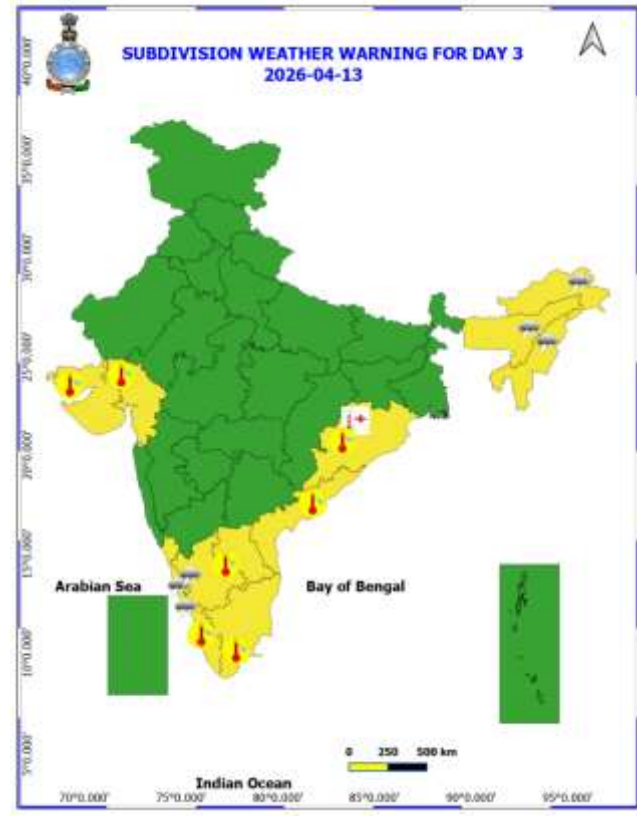 SUBDIVISION WEATHER WARNING FOR DAY 3
2026-04-13
40°0.000'
35°0.000'
30°0.000'
25°0.000'
20°0.000'
15°0.000'
10°0.000'
5°0.000'
Arabian Sea
Bay of Bengal
0 250 500 km
Indian Ocean
70°0.000' 75°0.000' 80°0.000' 85°0.000' 90°0.000' 95°0.000'